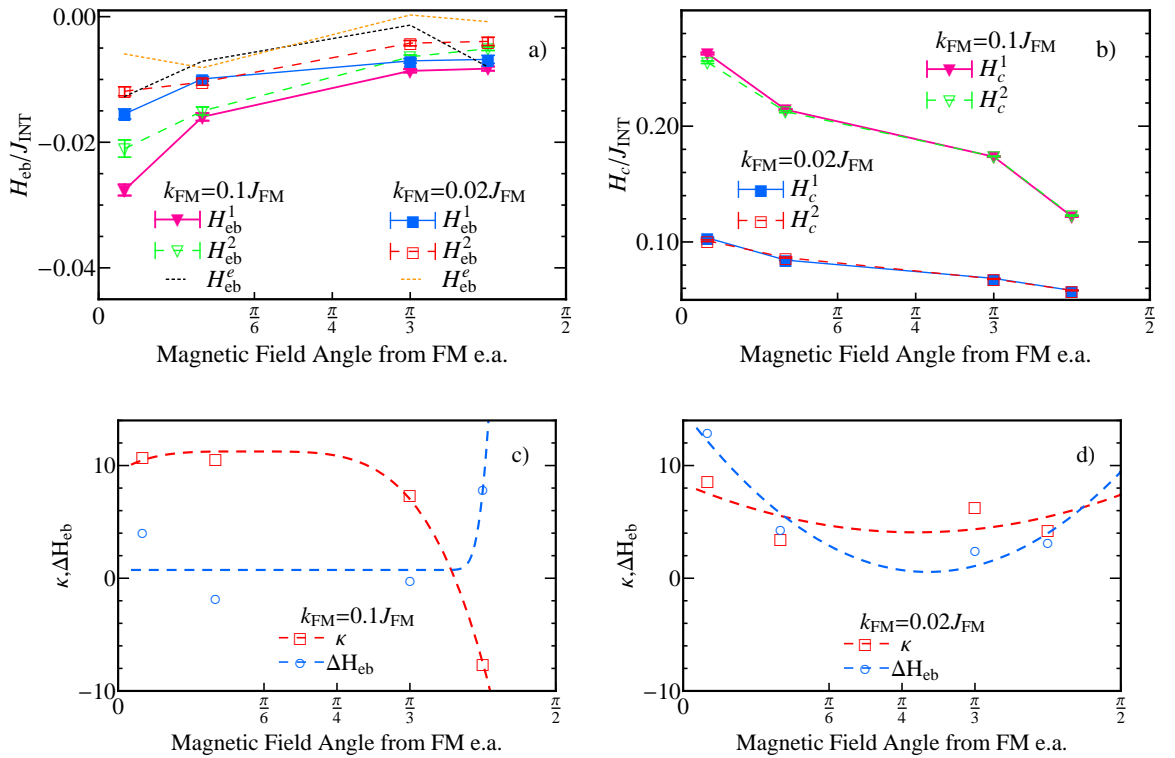 a)
0.00
−0.02
−0.04
H_eb/J_INT
k_FM=0.1J_FM
H^1_eb
H^2_eb
H^e_eb
k_FM=0.02J_FM
H^1_eb
H^2_eb
H^e_eb
0 π/6 π/4 π/3 π/2
Magnetic Field Angle from FM e.a.
b)
0.20
0.10
H_c/J_INT
k_FM=0.1J_FM
H^1_c
H^2_c
k_FM=0.02J_FM
H^1_c
H^2_c
0 π/6 π/4 π/3 π/2
Magnetic Field Angle from FM e.a.
c)
10
0
−10
κ,ΔH_eb
k_FM=0.1J_FM
κ
ΔH_eb
0 π/6 π/4 π/3 π/2
Magnetic Field Angle from FM e.a.
d)
10
0
−10
κ,ΔH_eb
k_FM=0.02J_FM
κ
ΔH_eb
0 π/6 π/4 π/3 π/2
Magnetic Field Angle from FM e.a.